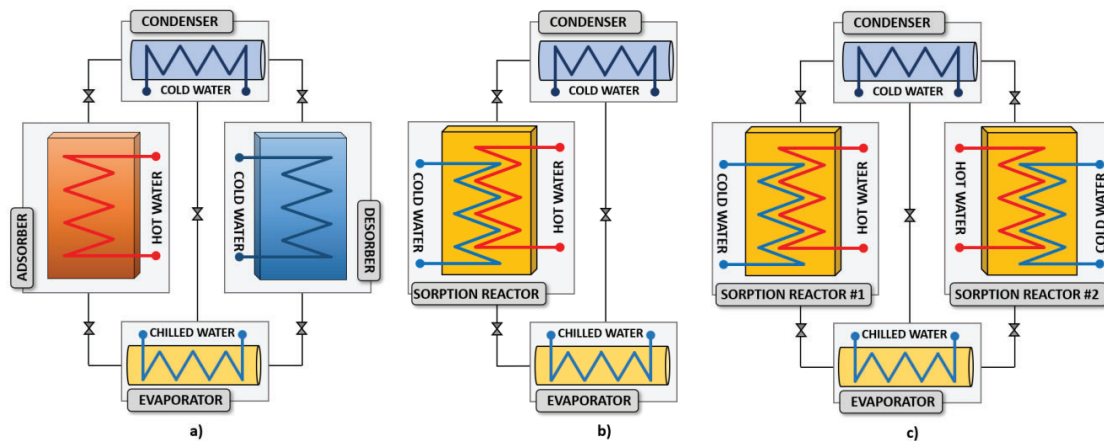 CONDENSER
COLD WATER
ADSORBER
HOT WATER
COLD WATER
DESORBER
CHILLED WATER
EVAPORATOR
a)
CONDENSER
COLD WATER
COLD WATER
HOT WATER
SORPTION REACTOR
CHILLED WATER
EVAPORATOR
b)
CONDENSER
COLD WATER
COLD WATER
HOT WATER
HOT WATER
COLD WATER
SORPTION REACTOR #1
SORPTION REACTOR #2
CHILLED WATER
EVAPORATOR
c)